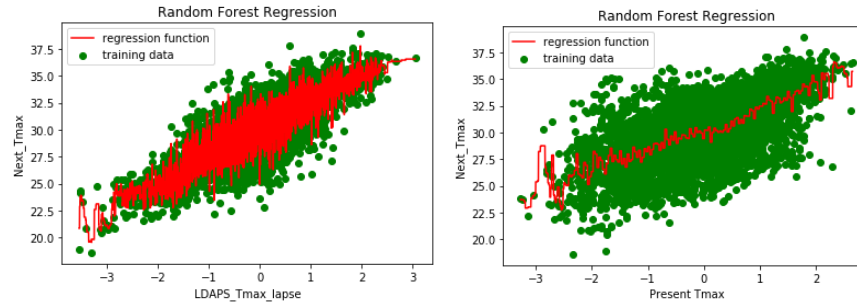 Random Forest Regression
regression function
training data
37.5
35.0
32.5
30.0
27.5
25.0
22.5
20.0
Next_Tmax
−3
−2
−1
0
1
2
3
LDAPS_Tmax_lapse
Random Forest Regression
regression function
training data
37.5
35.0
32.5
30.0
27.5
25.0
22.5
20.0
Next_Tmax
−3
−2
−1
0
1
2
Present Tmax